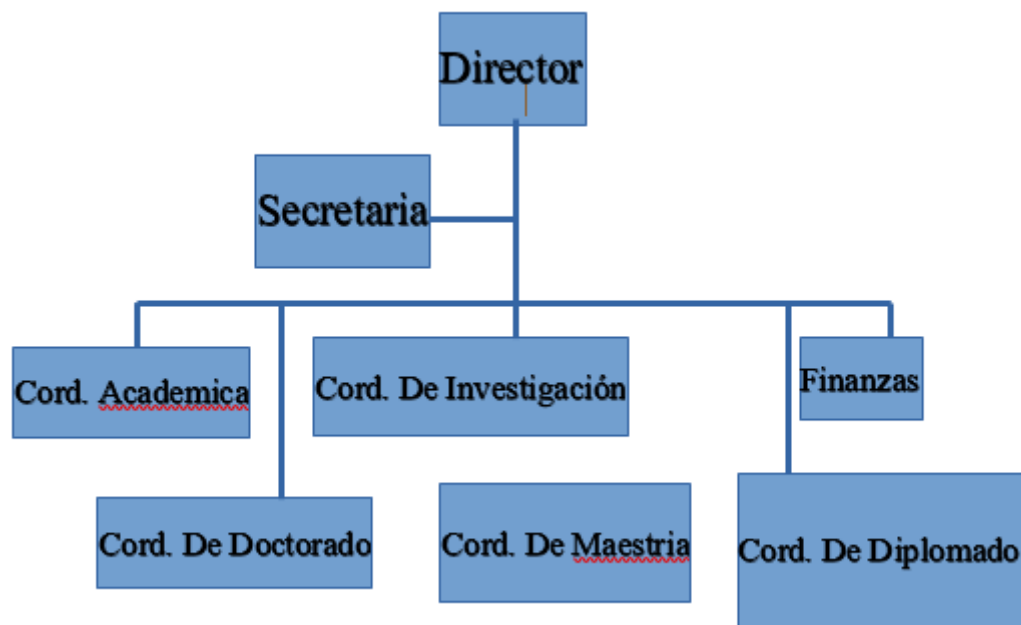 Director
Secretaria
Cord. Academica
Cord. De Investigación
Finanzas
Cord. De Doctorado
Cord. De Maestria
Cord. De Diplomado